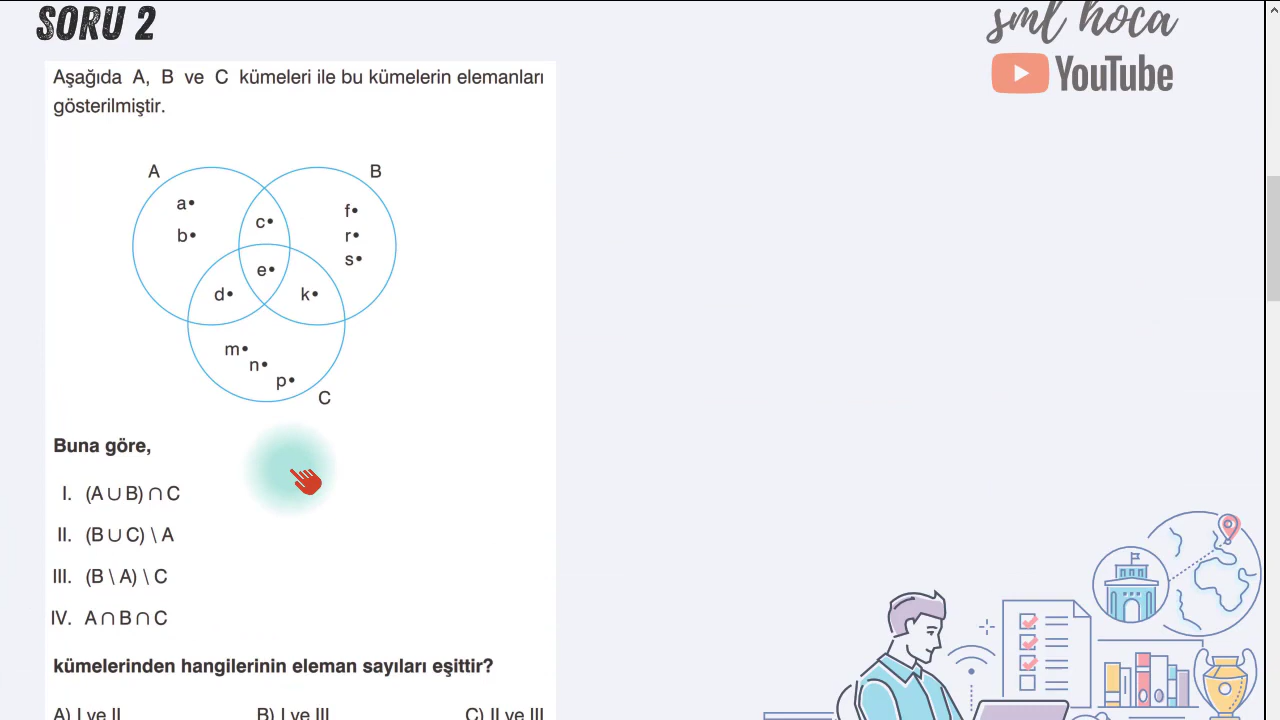 SORU 2
sml hoca
YouTube
Aşağıda A, B ve C kümeleri ile bu kümelerin elemanları
gösterilmiştir.
A
B
a•
b•
c•
f•
r•
s•
e•
d•
k•
m•
n•
p•
C
Buna göre,
I. (A ∪ B) ∩ C
II. (B ∪ C) \ A
III. (B \ A) \ C
IV. A ∩ B ∩ C
kümelerinden hangilerinin eleman sayıları eşittir?
A) I ve II B) I ve III C) II ve III